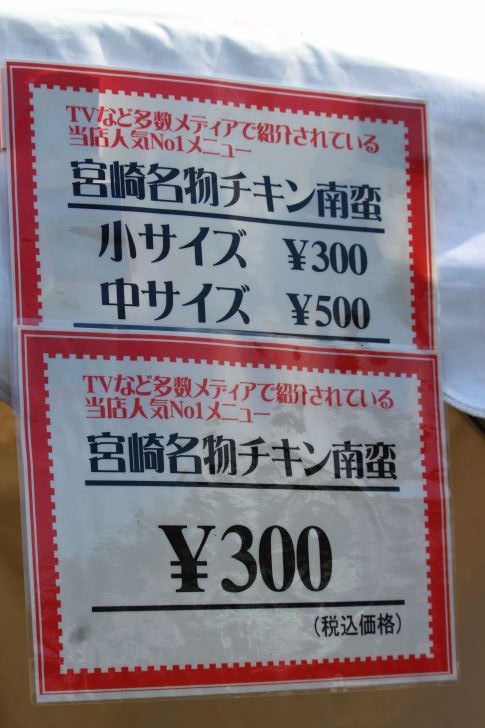 TVなど多数メディアで紹介されている
当店人気No1メニュー
宮崎名物チキン南蛮
小サイズ ￥300
中サイズ ￥500
TVなど多数メディアで紹介されている
当店人気No1メニュー
宮崎名物チキン南蛮
￥300
(税込価格)